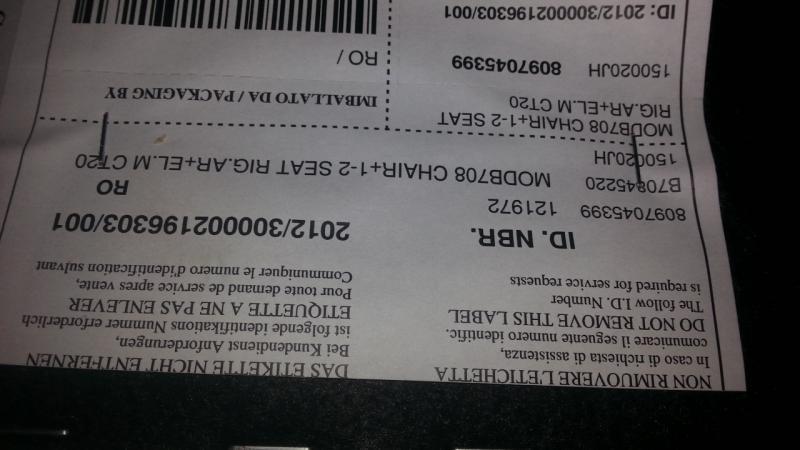 NON RIMUOVERE L'ETICHETTA
In caso di richiesta di assistenza,
comunicare il seguente numero identific.
DO NOT REMOVE THIS LABEL
The follow I.D. Number
is required for service requests
DAS ETIKETTE NICHT ENTFERNEN
Bei Kundendienst Anforderungen,
ist folgende identifikations Nummer erforderlich
ETIQUETTE A NE PAS ENLEVER
Pour toute demande de service apres vente,
Communiquer le numero d'identification suivant
ID. NBR. 2012/300002196303/001
8097045399 121972 RO
B70845220 MODB708 CHAIR+1-2 SEAT RIG.AR+EL.M CT20
150020JH
MODB708 CHAIR+1-2 SEAT
RIG.AR+EL.M CT20
150020JH 8097045399
ID: 2012/300002196303/001
IMBALLATO DA / PACKAGING BY
RO /